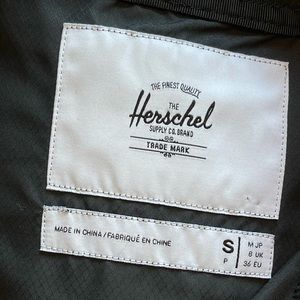 THE FINEST QUALITY
THE
Herschel
SUPPLY CO. BRAND
TRADE MARK
MADE IN CHINA / FABRIQUÉ EN CHINE
S
P
M JP
8 UK
36 EU